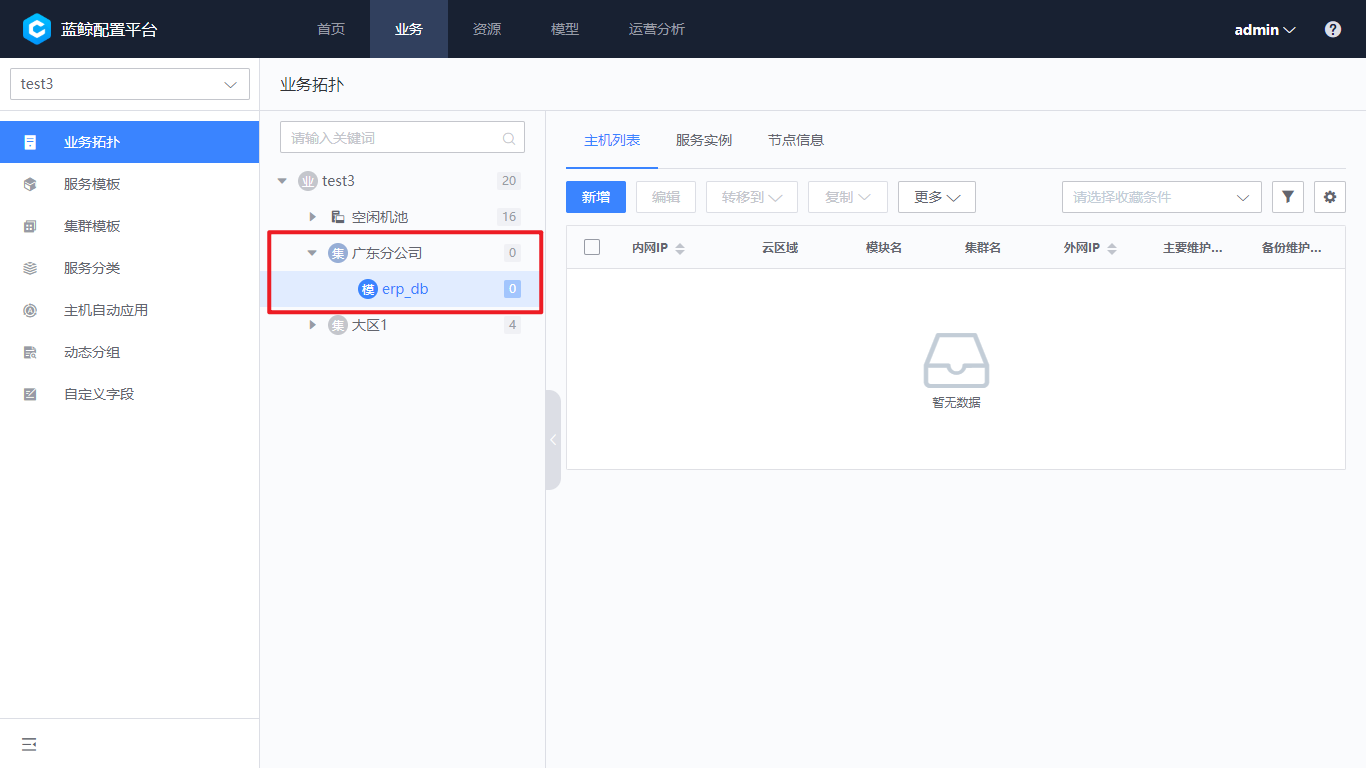 蓝鲸配置平台
首页
业务
资源
模型
运营分析
admin
test3
业务拓扑
服务模板
集群模板
服务分类
主机自动应用
动态分组
自定义字段
业务拓扑
请输入关键词
业 test3 20
空闲机池 16
集 广东分公司 0
模 erp_db 0
集 大区1 4
主机列表 服务实例 节点信息
新增 编辑 转移到 复制 更多 请选择收藏条件
内网IP 云区域 模块名 集群名 外网IP 主要维护... 备份维护...
暂无数据